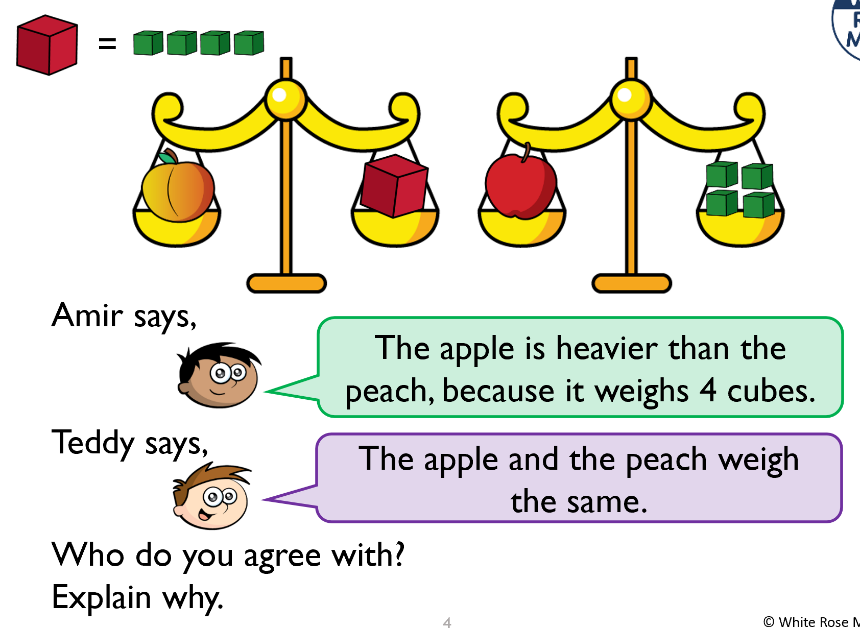 =
Amir says,
The apple is heavier than the
peach, because it weighs 4 cubes.
Teddy says,
The apple and the peach weigh
the same.
Who do you agree with?
Explain why.
4
© White Rose M